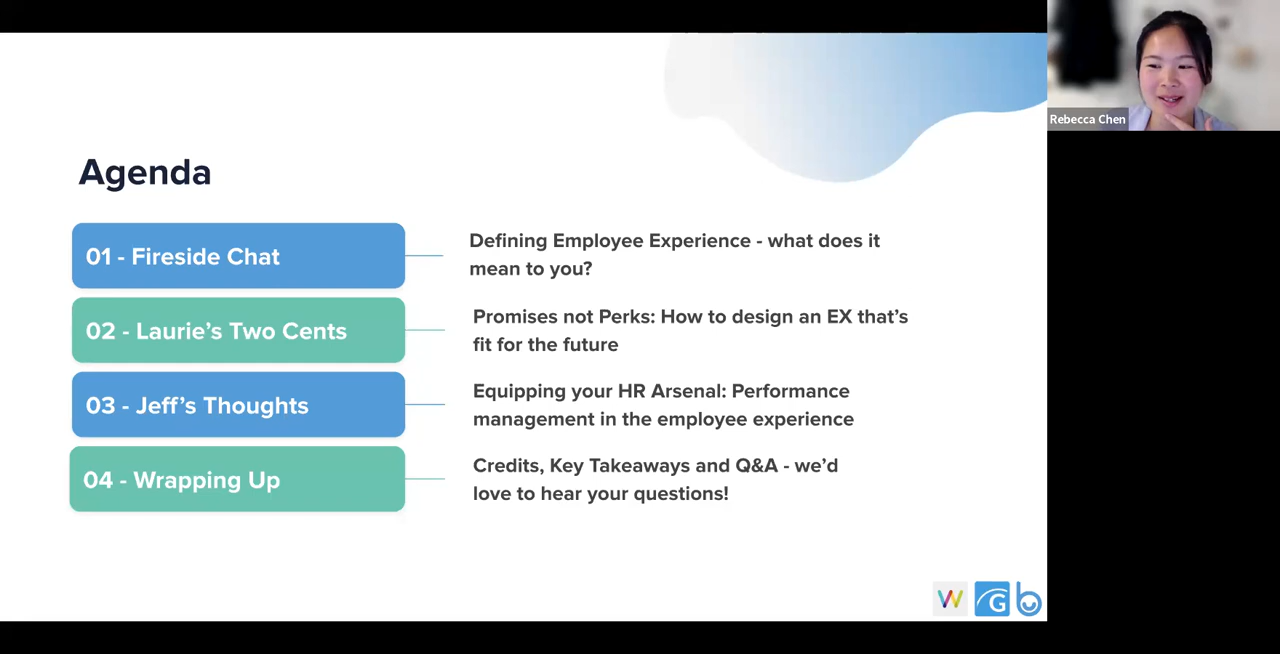 Rebecca Chen
Agenda
01 - Fireside Chat
Defining Employee Experience - what does it
mean to you?
02 - Laurie’s Two Cents
Promises not Perks: How to design an EX that’s
fit for the future
03 - Jeff’s Thoughts
Equipping your HR Arsenal: Performance
management in the employee experience
04 - Wrapping Up
Credits, Key Takeaways and Q&A - we’d
love to hear your questions!
W
G
b